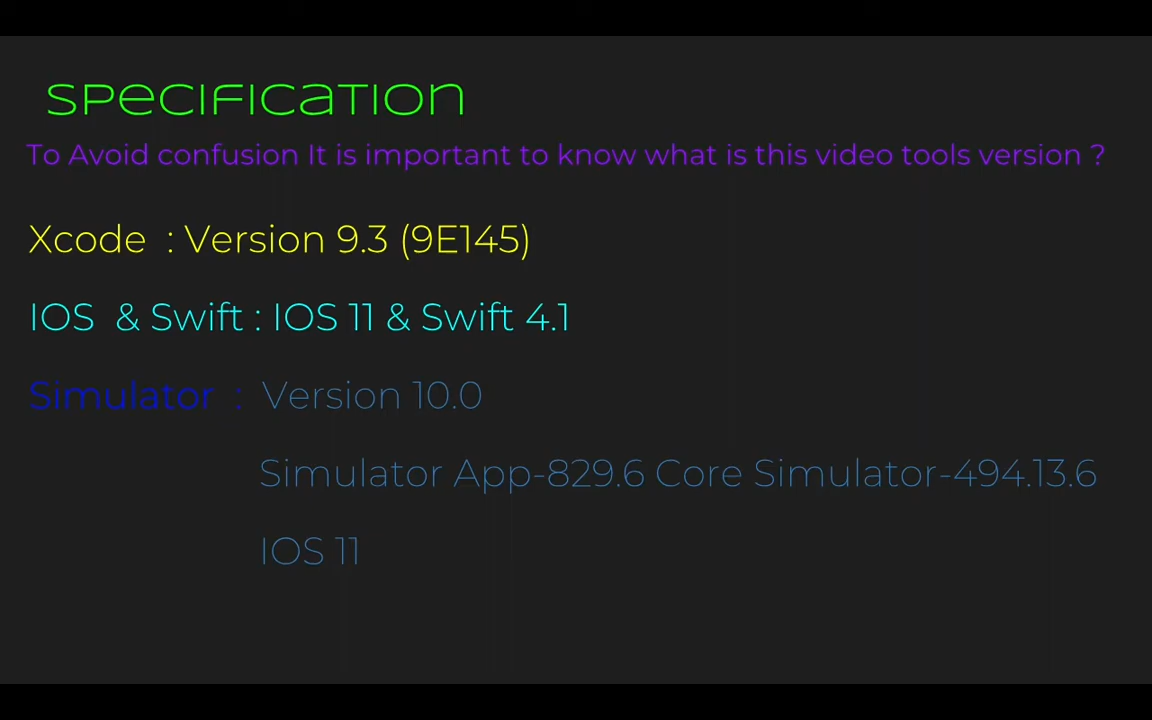 Specification
To Avoid confusion It is important to know what is this video tools version ?
Xcode : Version 9.3 (9E145)
IOS & Swift : IOS 11 & Swift 4.1
Simulator : Version 10.0
Simulator App-829.6 Core Simulator-494.13.6
IOS 11